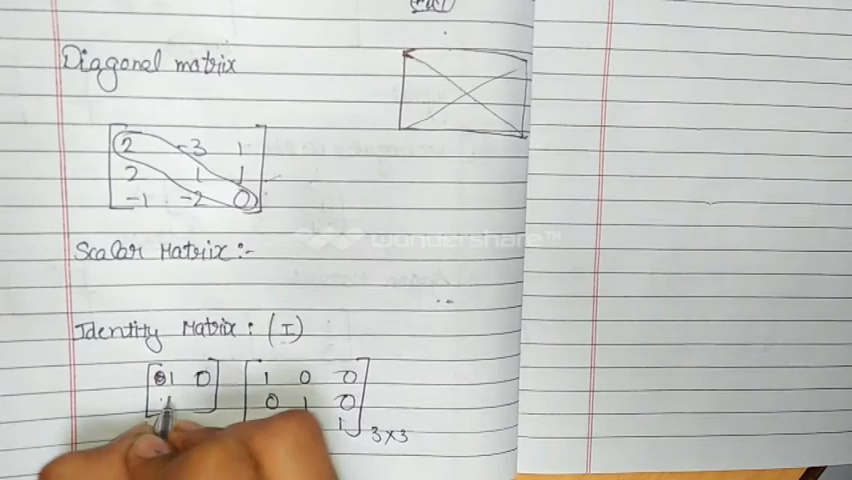 Diagonal matrix
2 -3 1
2 1 1
-1 -2 0
Scalar Matrix :-
wondershare™
Identity Matrix : (I)
1 0
1 0 0
0 1 0
1 3×3